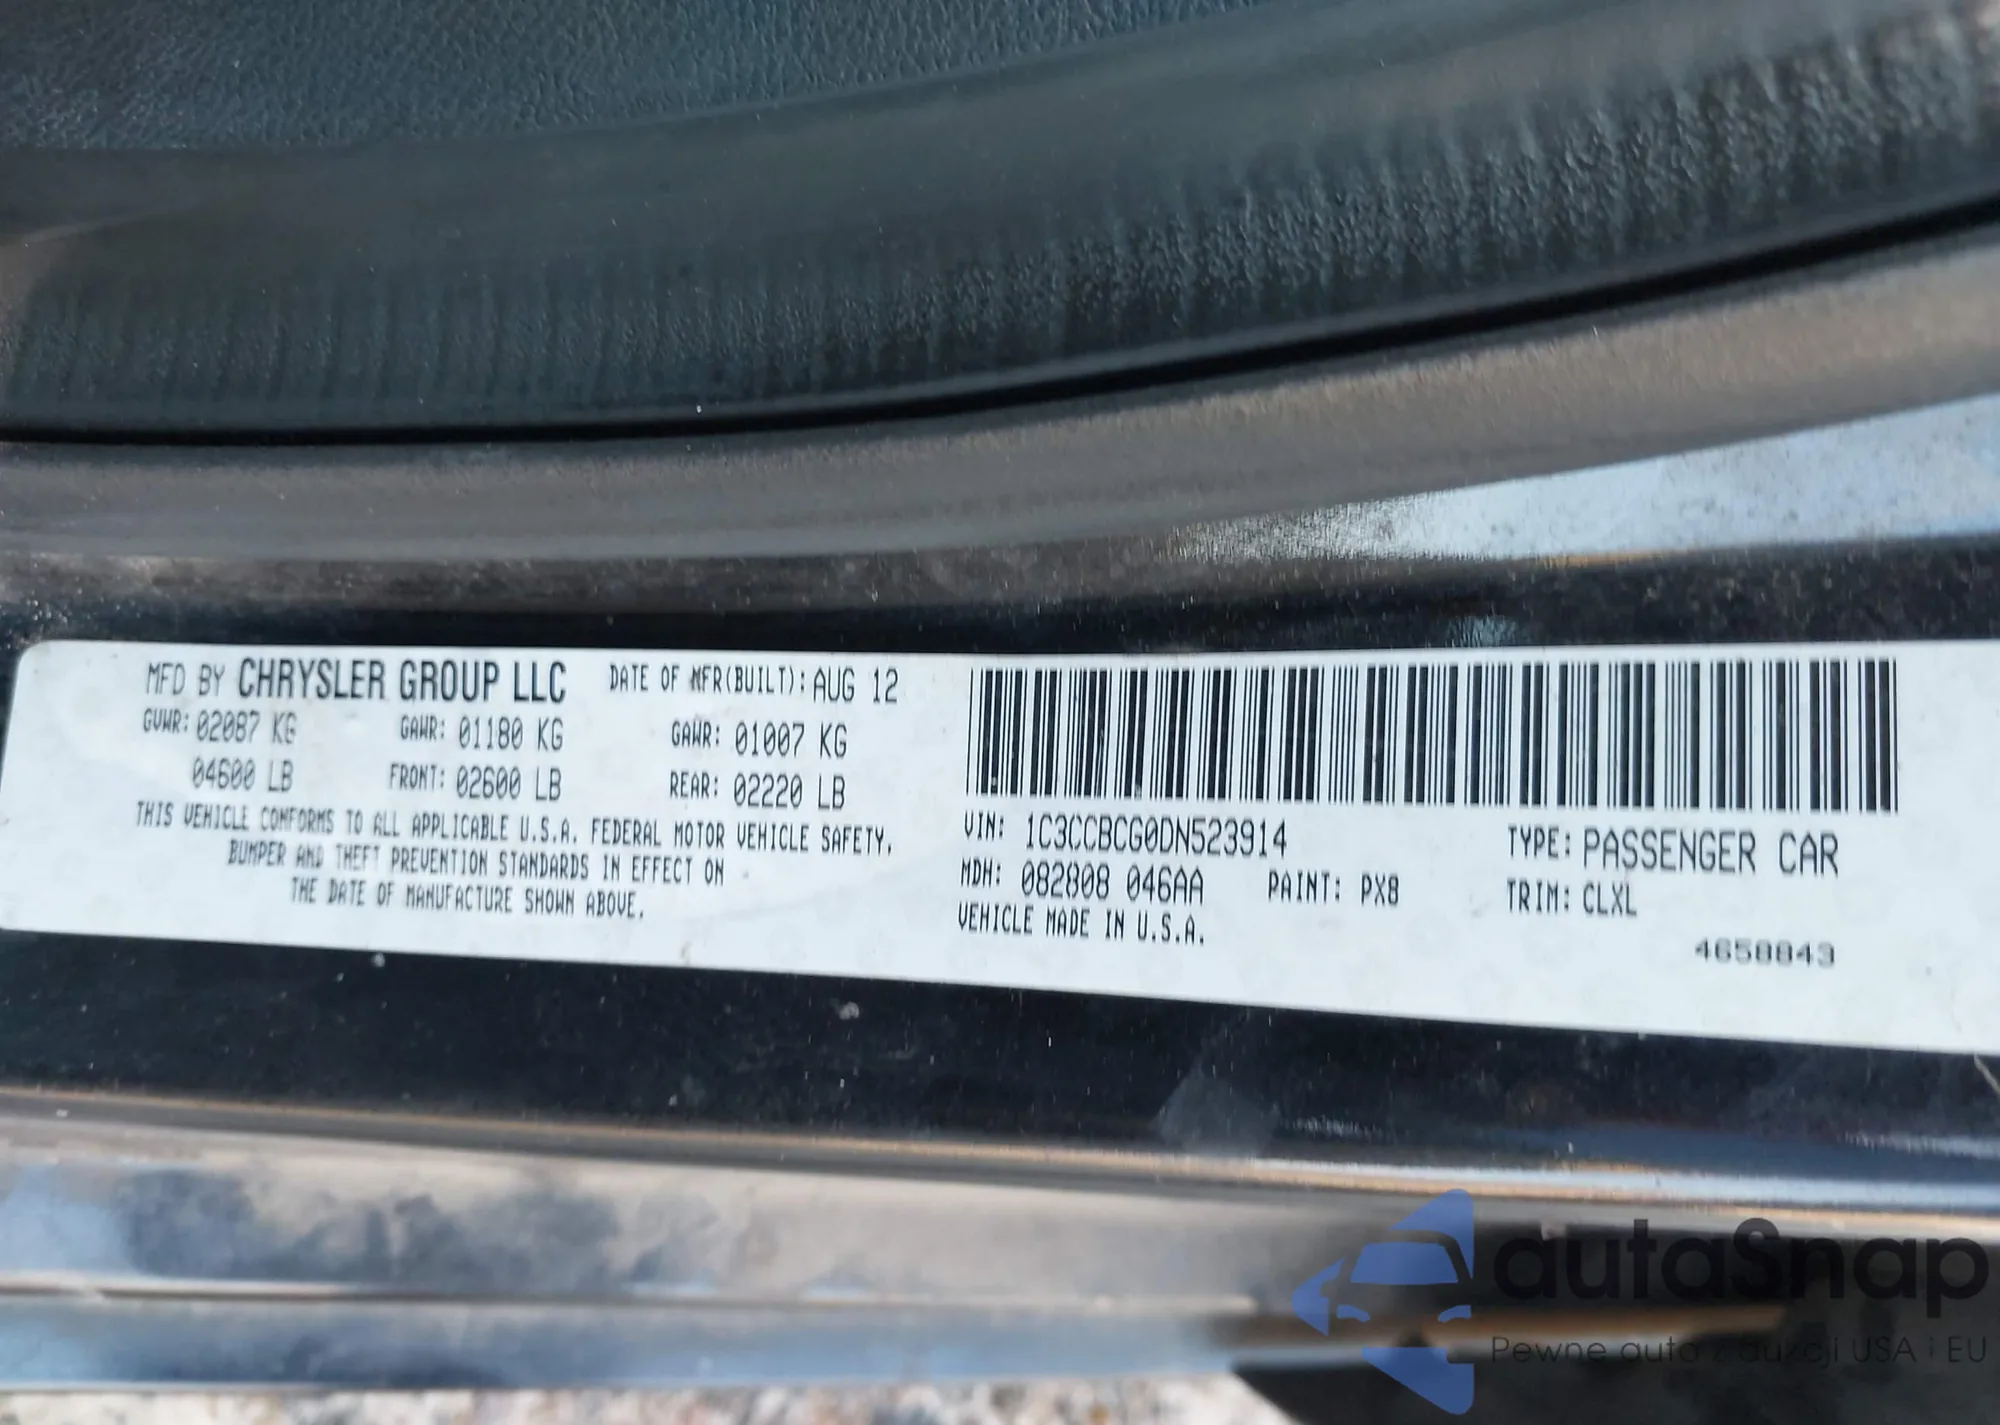 MFD BY CHRYSLER GROUP LLC DATE OF MFR(BUILT): AUG 12
GVWR: 02087 KG GAWR: 01180 KG GAWR: 01007 KG
04600 LB FRONT: 02600 LB REAR: 02220 LB
THIS VEHICLE CONFORMS TO ALL APPLICABLE U.S.A. FEDERAL MOTOR VEHICLE SAFETY,
BUMPER AND THEFT PREVENTION STANDARDS IN EFFECT ON
THE DATE OF MANUFACTURE SHOWN ABOVE.
VIN: 1C3CCBCG0DN523914 TYPE: PASSENGER CAR
MDH: 082808 046AA PAINT: PX8 TRIM: CLXL
VEHICLE MADE IN U.S.A.
4658843
autaSnap
Pewne auto z aukcji USA i EU